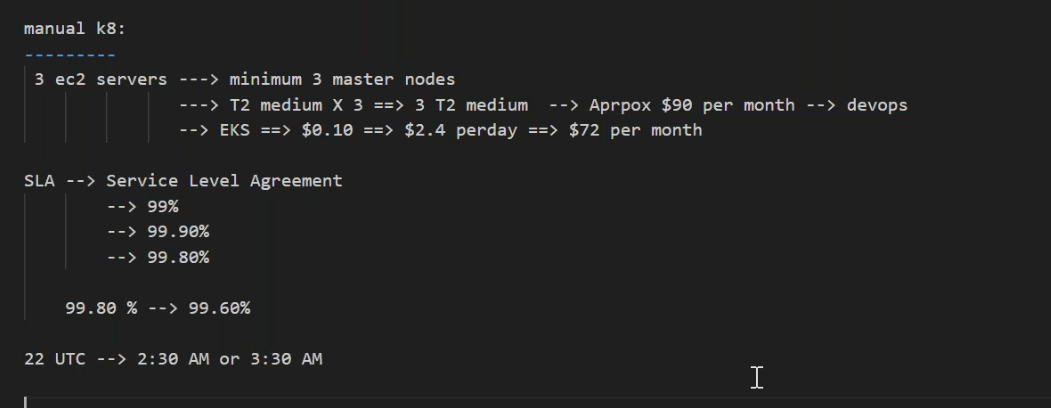 manual k8:
---------
3 ec2 servers ---> minimum 3 master nodes
---> T2 medium X 3 ==> 3 T2 medium --> Aprpox $90 per month --> devops
--> EKS ==> $0.10 ==> $2.4 perday ==> $72 per month
SLA --> Service Level Agreement
--> 99%
--> 99.90%
--> 99.80%
99.80 % --> 99.60%
22 UTC --> 2:30 AM or 3:30 AM